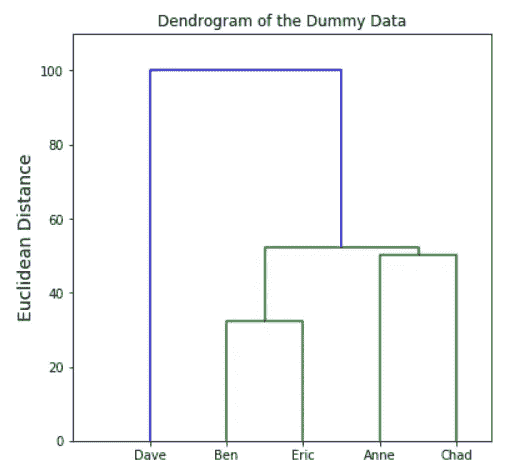 Dendrogram of the Dummy Data
Euclidean Distance
100
80
60
40
20
0
Dave Ben Eric Anne Chad